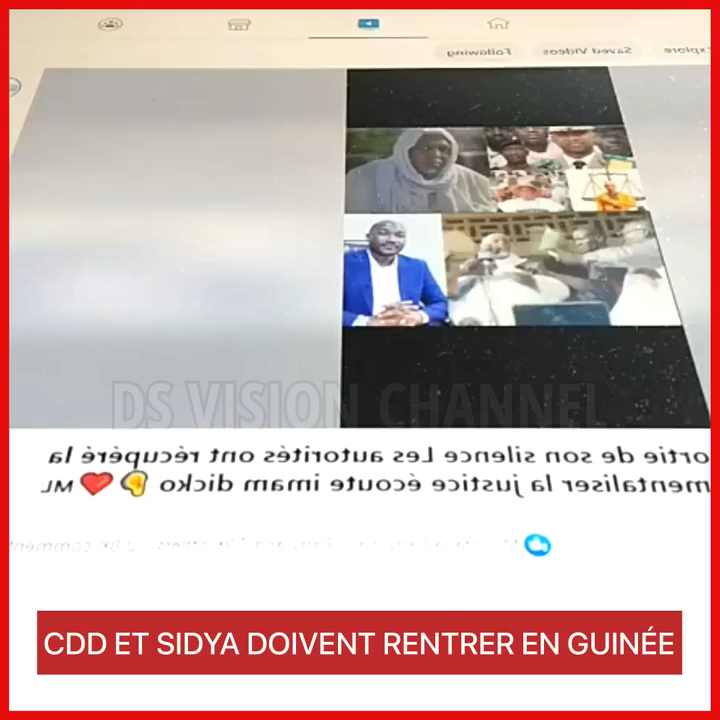 Following Saved Videos Explore
DS VISION CHANNEL
ortie de son silence Les autorités ont récupéré la
mentaliser la justice écoute imam dicko 👂❤️ ML
CDD ET SIDYA DOIVENT RENTRER EN GUINÉE